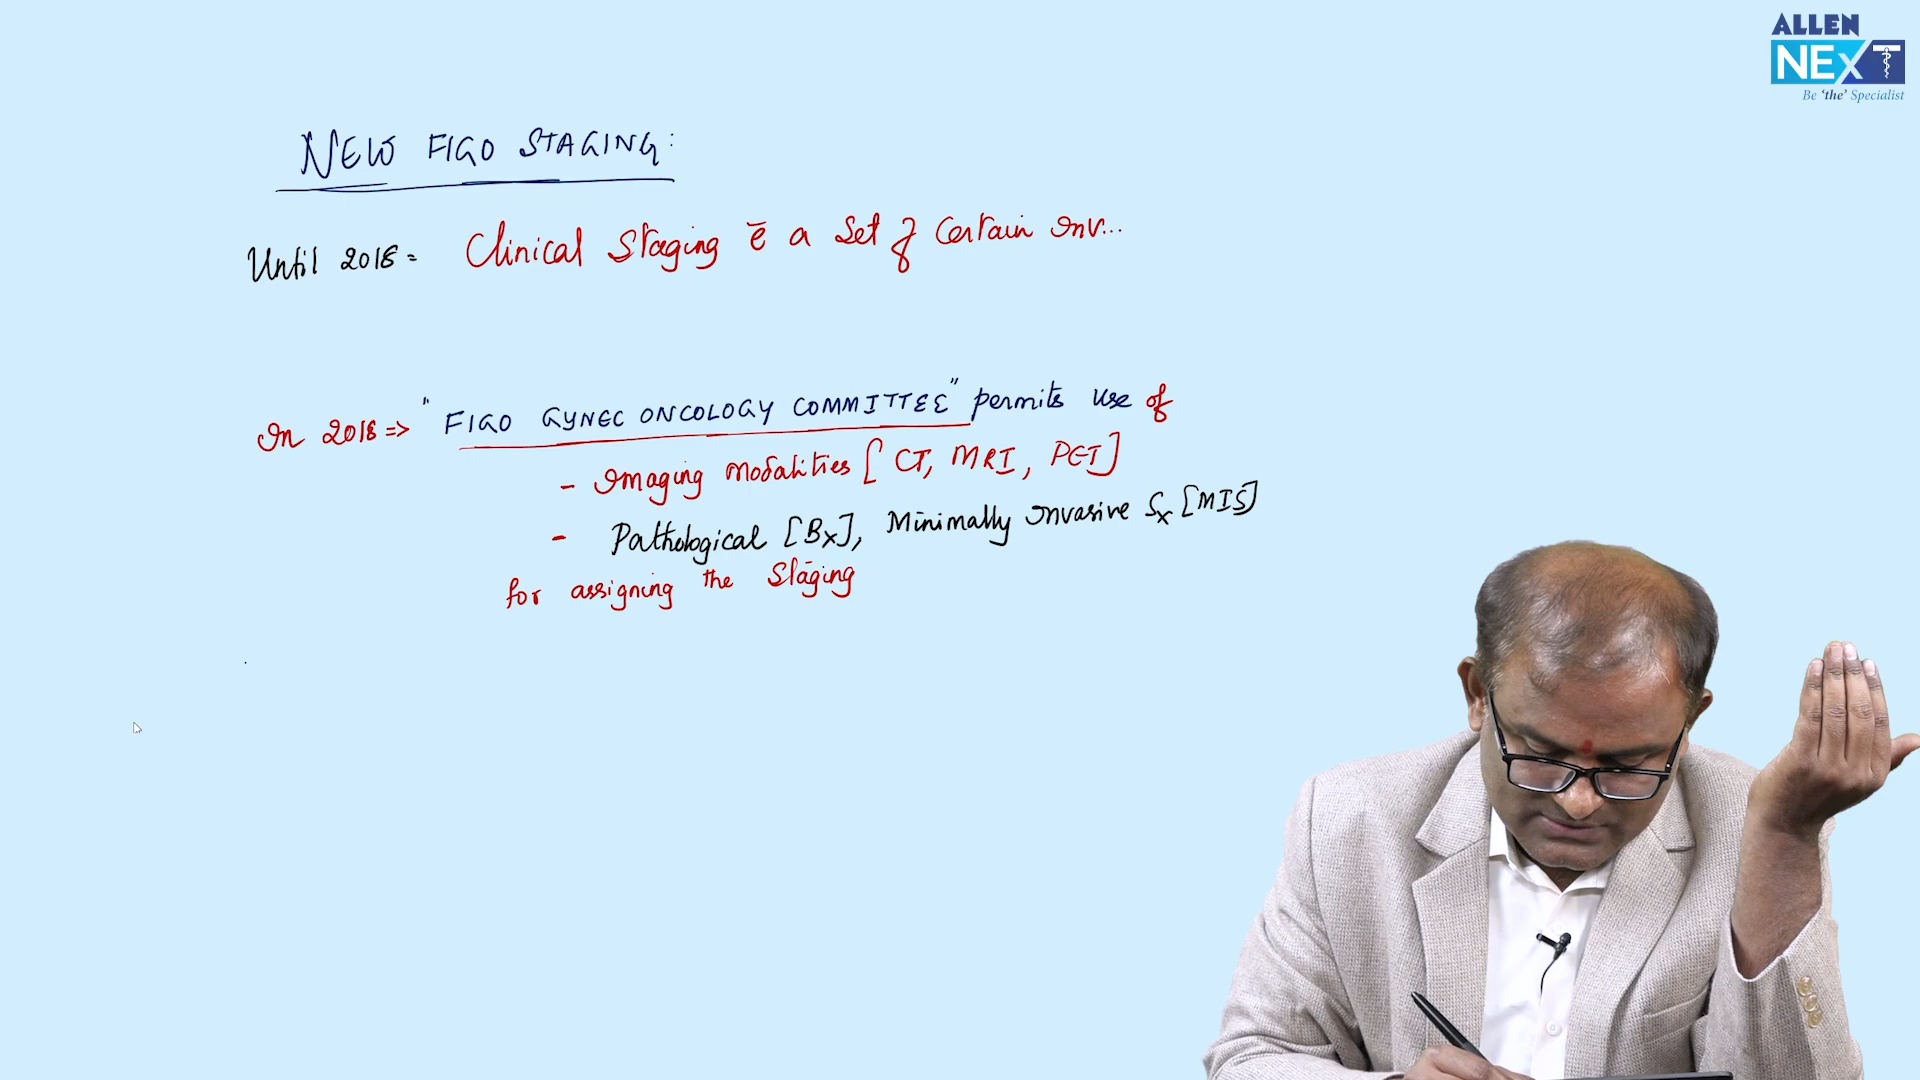 ALLEN
NEXT
Be 'the' Specialist
NEW FIGO STAGING:
Until 2018 = Clinical Staging c̄ a Set of Certain Inv...
In 2018 => "FIGO GYNEC ONCOLOGY COMMITTEE" permits use of
- Imaging modalities [CT, MRI, PET]
- Pathological [Bx], Minimally Invasive Sx [MIS]
for assigning the Staging